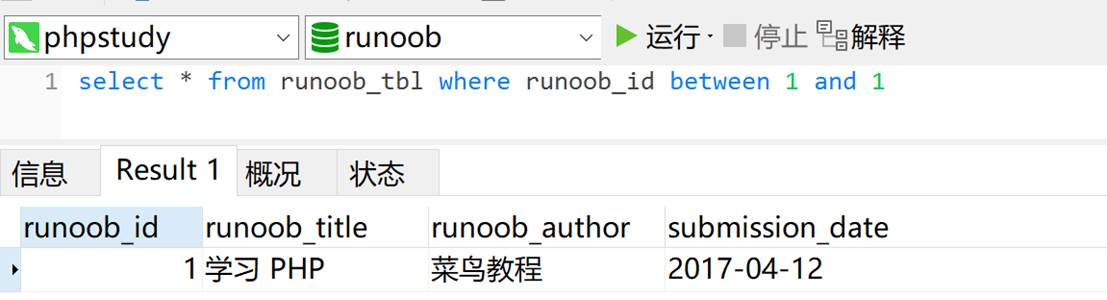 phpstudy runoob 运行 · 停止 解释
1 select * from runoob_tbl where runoob_id between 1 and 1
信息 Result 1 概况 状态
runoob_id runoob_title runoob_author submission_date
1 学习 PHP 菜鸟教程 2017-04-12